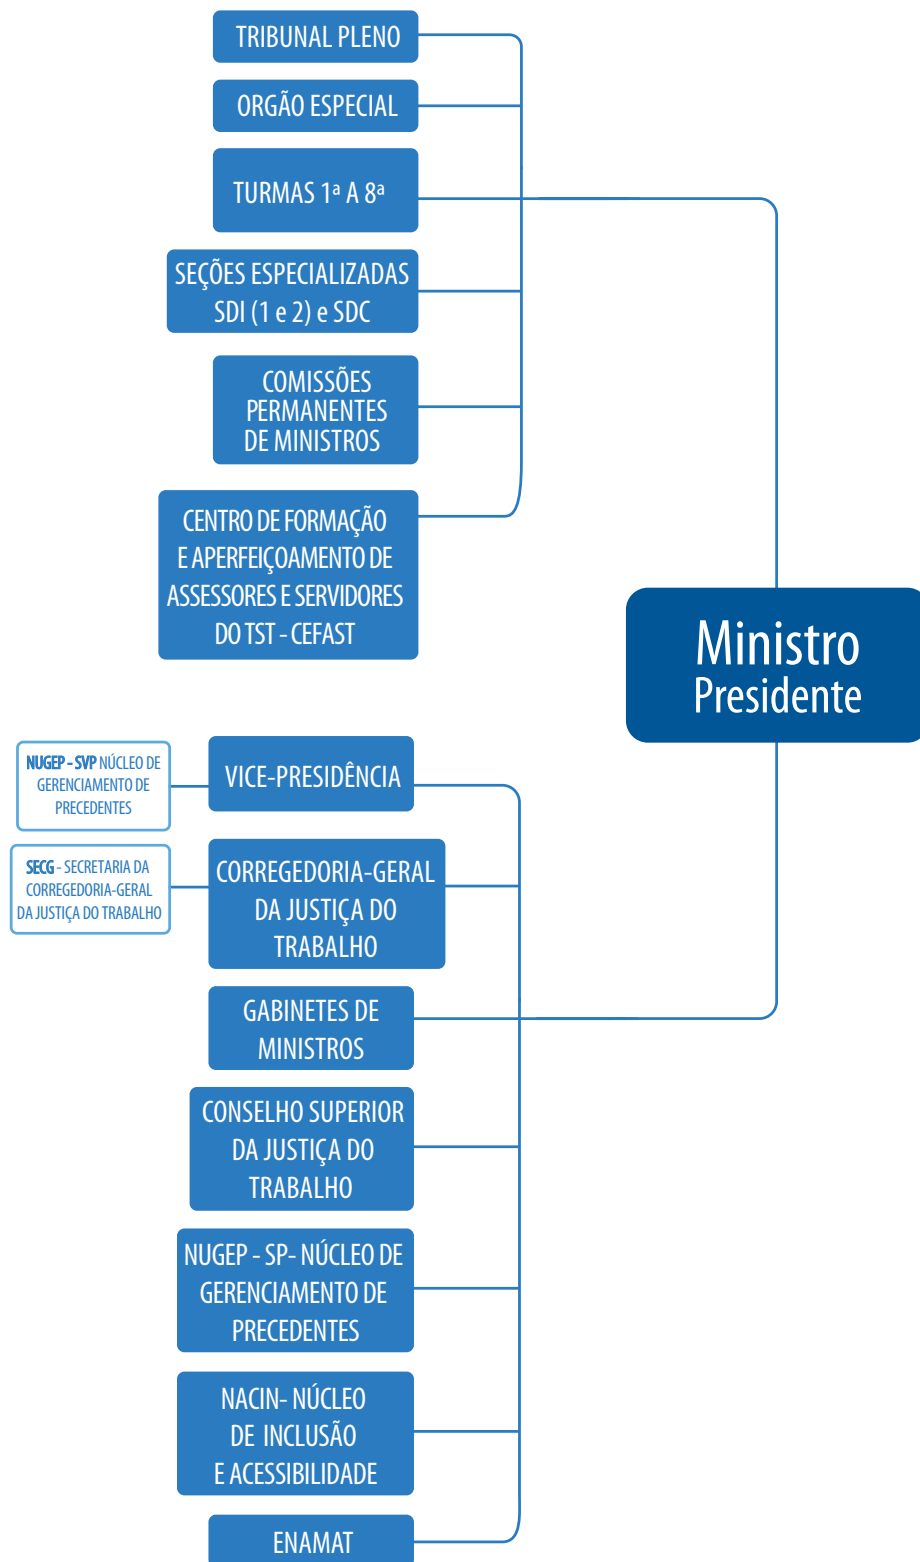 TRIBUNAL PLENO
ORGÃO ESPECIAL
TURMAS 1ª A 8ª
SEÇÕES ESPECIALIZADAS
SDI (1 e 2) e SDC
COMISSÕES
PERMANENTES
DE MINISTROS
CENTRO DE FORMAÇÃO
E APERFEIÇOAMENTO DE
ASSESSORES E SERVIDORES
DO TST - CEFAST
Ministro
Presidente
NUGEP - SVP NÚCLEO DE
GERENCIAMENTO DE
PRECEDENTES
VICE-PRESIDÊNCIA
SECG - SECRETARIA DA
CORREGEDORIA-GERAL
DA JUSTIÇA DO TRABALHO
CORREGEDORIA-GERAL
DA JUSTIÇA DO
TRABALHO
GABINETES DE
MINISTROS
CONSELHO SUPERIOR
DA JUSTIÇA DO
TRABALHO
NUGEP - SP- NÚCLEO DE
GERENCIAMENTO DE
PRECEDENTES
NACIN- NÚCLEO
DE INCLUSÃO
E ACESSIBILIDADE
ENAMAT